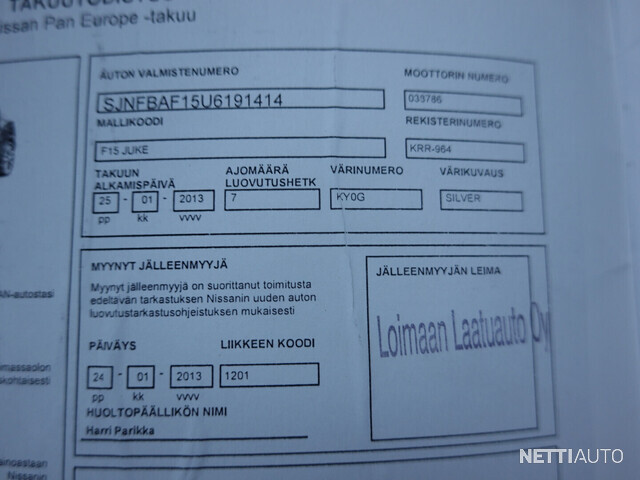 Nissan Pan Europe -takuu
AUTON VALMISTENUMERO
MOOTTORIN NUMERO
SJNFBAF15U6191414
033786
MALLIKOODI
REKISTERINUMERO
F15 JUKE
KRR-964
TAKUUN
ALKAMISPÄIVÄ
AJOMÄÄRÄ
LUOVUTUSHETK
VÄRINUMERO
VÄRIKUVAUS
25 - 01 - 2013
7
KY0G
SILVER
pp kk vvvv
MYYNYT JÄLLEENMYYJÄ
JÄLLEENMYYJÄN LEIMA
Myynyt jälleenmyyjä on suorittanut toimitusta
edeltävän tarkastuksen Nissanin uuden auton
luovutustarkastusohjeistuksen mukaisesti
Loimaan Laatuauto Oy
PÄIVÄYS
LIIKKEEN KOODI
24 - 01 - 2013
1201
pp kk vvvv
HUOLTOPÄÄLLIKÖN NIMI
Harri Parikka
NETTIAUTO